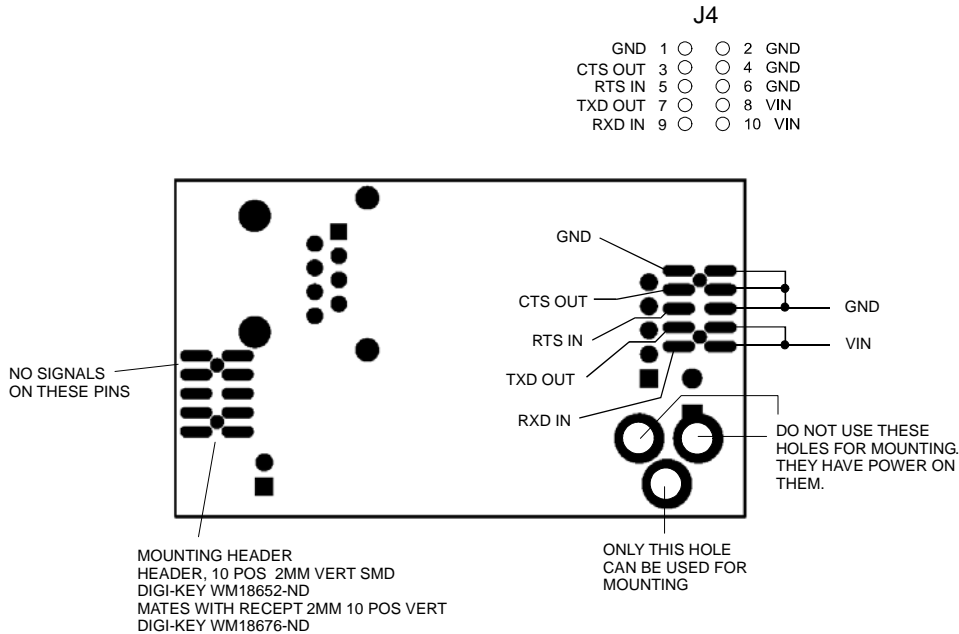 J4
GND 1 2 GND
CTS OUT 3 4 GND
RTS IN 5 6 GND
TXD OUT 7 8 VIN
RXD IN 9 10 VIN
GND
CTS OUT
RTS IN
TXD OUT
RXD IN
GND
VIN
NO SIGNALS
ON THESE PINS
DO NOT USE THESE
HOLES FOR MOUNTING.
THEY HAVE POWER ON
THEM.
MOUNTING HEADER
HEADER, 10 POS 2MM VERT SMD
DIGI-KEY WM18652-ND
MATES WITH RECEPT 2MM 10 POS VERT
DIGI-KEY WM18676-ND
ONLY THIS HOLE
CAN BE USED FOR
MOUNTING